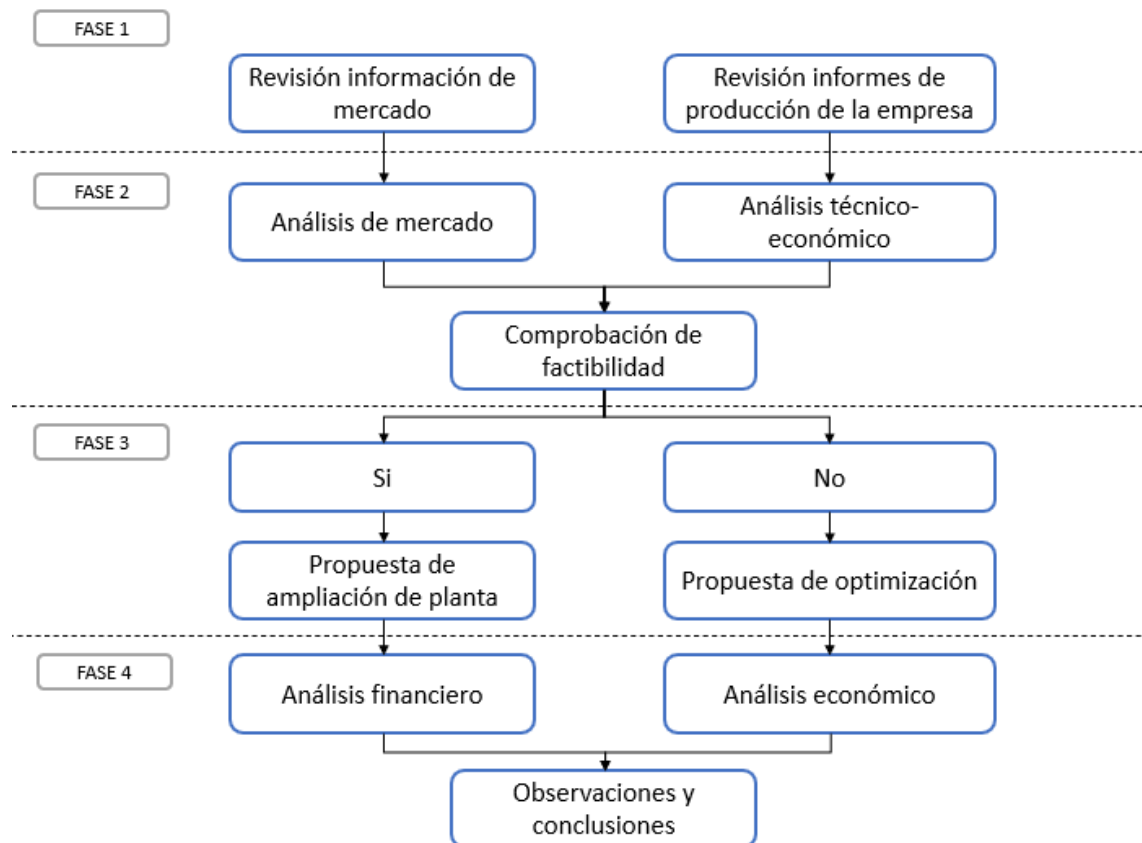 FASE 1
Revisión información de
mercado
Revisión informes de
producción de la empresa
FASE 2
Análisis de mercado
Análisis técnico-
económico
Comprobación de
factibilidad
FASE 3
Si
No
Propuesta de
ampliación de planta
Propuesta de optimización
FASE 4
Análisis financiero
Análisis económico
Observaciones y
conclusiones